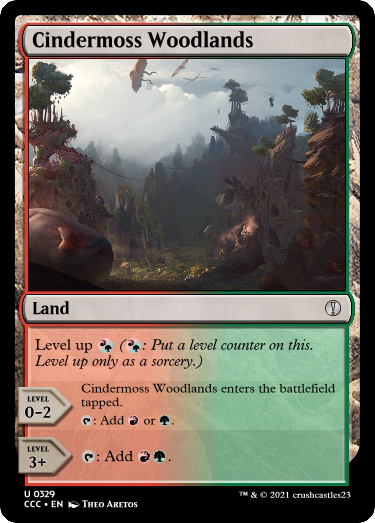 Cindermoss Woodlands
Land
Level up (: Put a level counter on this.
Level up only as a sorcery.)
LEVEL
0-2
Cindermoss Woodlands enters the battlefield
tapped.
: Add or .
LEVEL
3+
: Add .
U 0329
CCC • EN Theo Aretos
™ & © 2021 crushcastles23